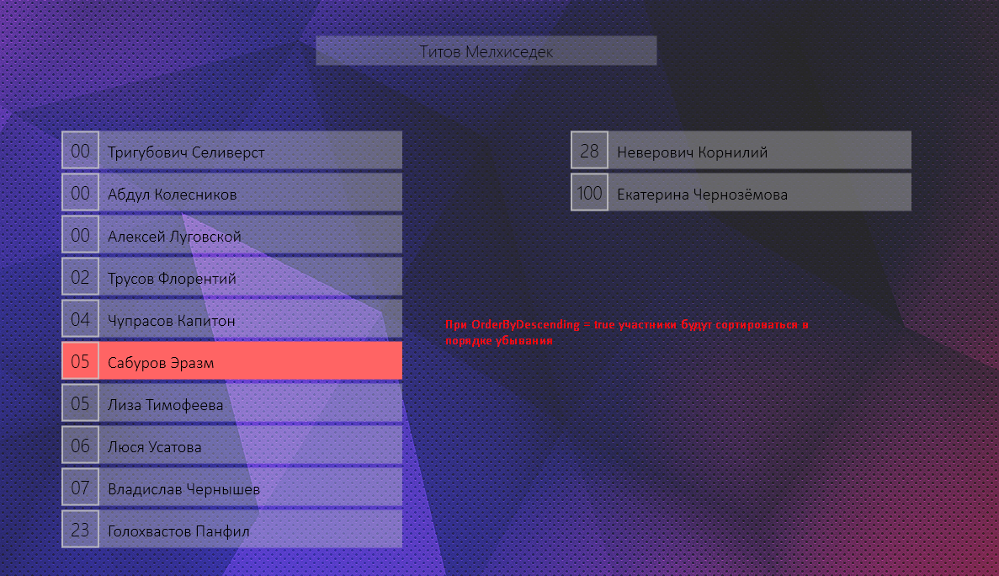 Титов Мелхиседек
00 Тригубович Селиверст
00 Абдул Колесников
00 Алексей Луговской
02 Трусов Флорентий
04 Чупрасов Капитон
05 Сабуров Эразм
05 Лиза Тимофеева
06 Люся Усатова
07 Владислав Чернышев
23 Голохвастов Панфил
28 Неверович Корнилий
100 Екатерина Чернозёмова
При OrderByDescending = true участники будут сортироваться в
порядке убывания